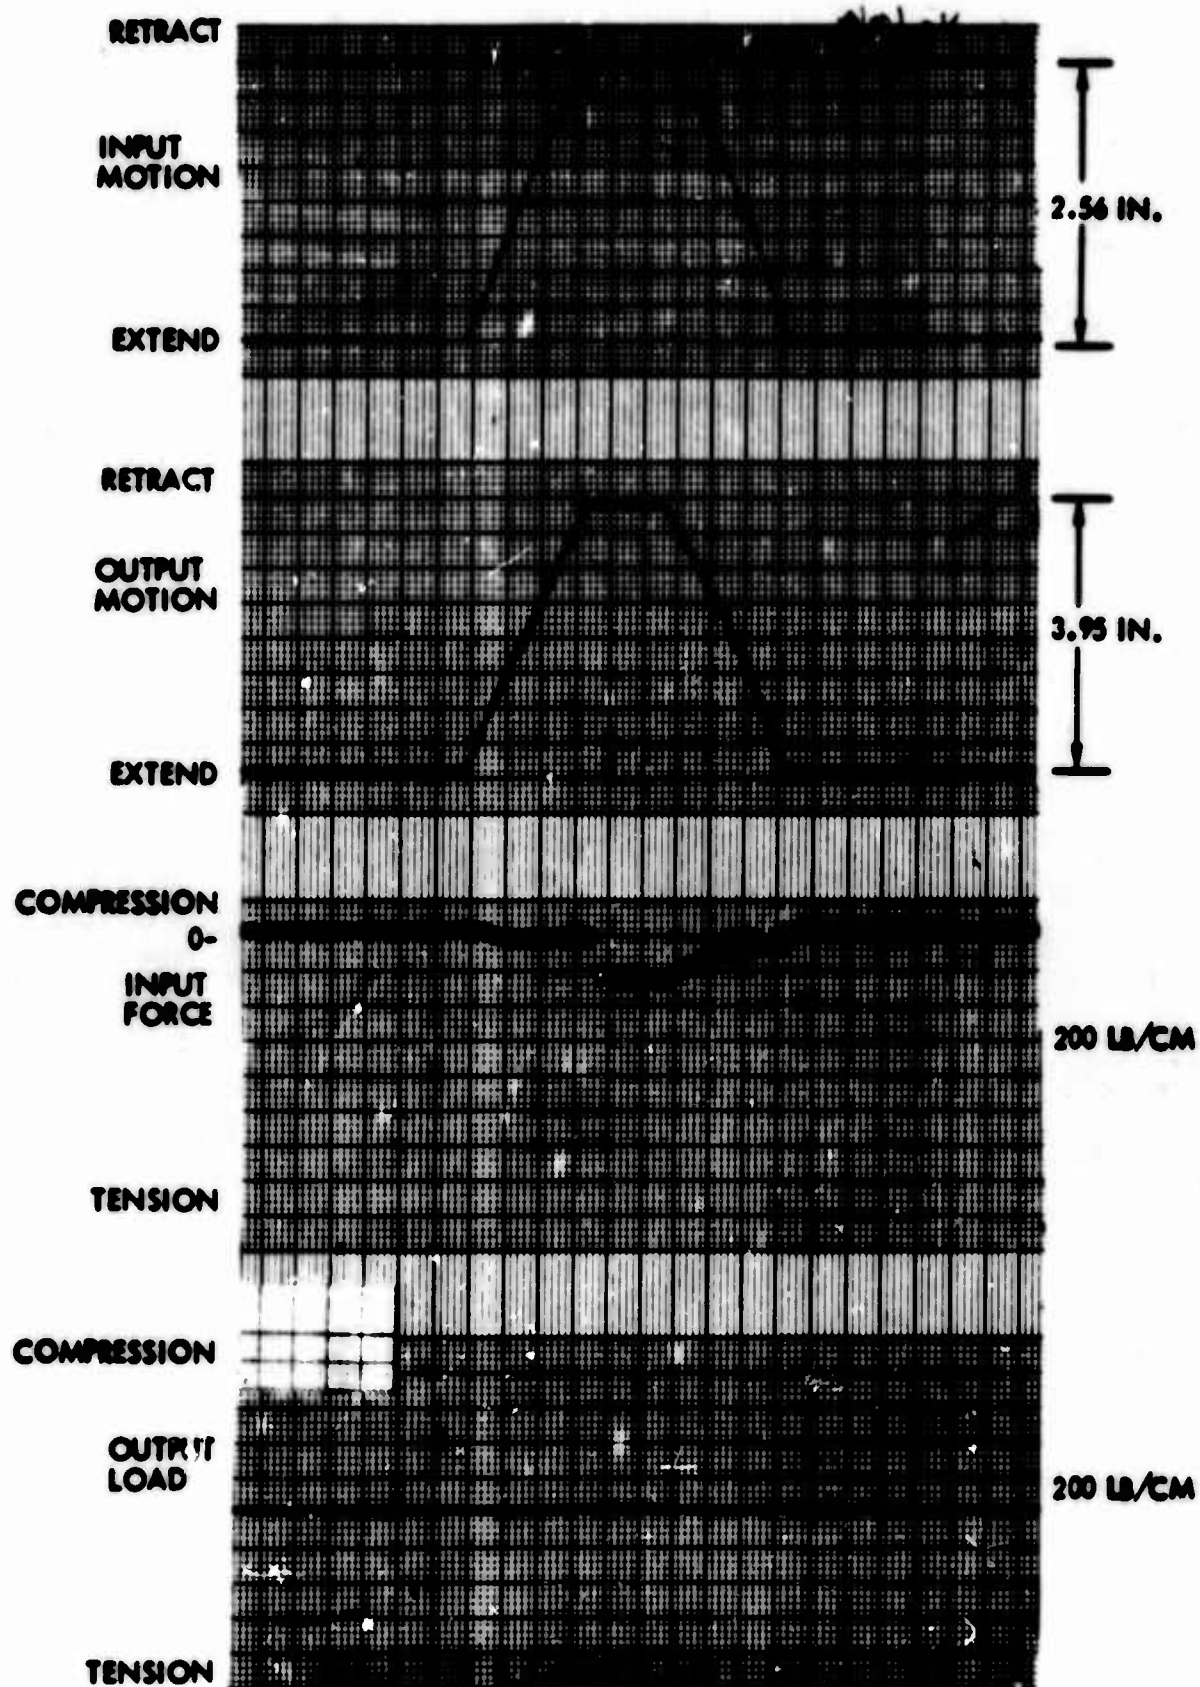 RETRACT
INPUT
MOTION
2.56 IN.
EXTEND
RETRACT
OUTPUT
MOTION
3.95 IN.
EXTEND
COMPRESSION
0-
INPUT
FORCE
200 LB/CM
TENSION
COMPRESSION
OUTPUT
LOAD
200 LB/CM
TENSION